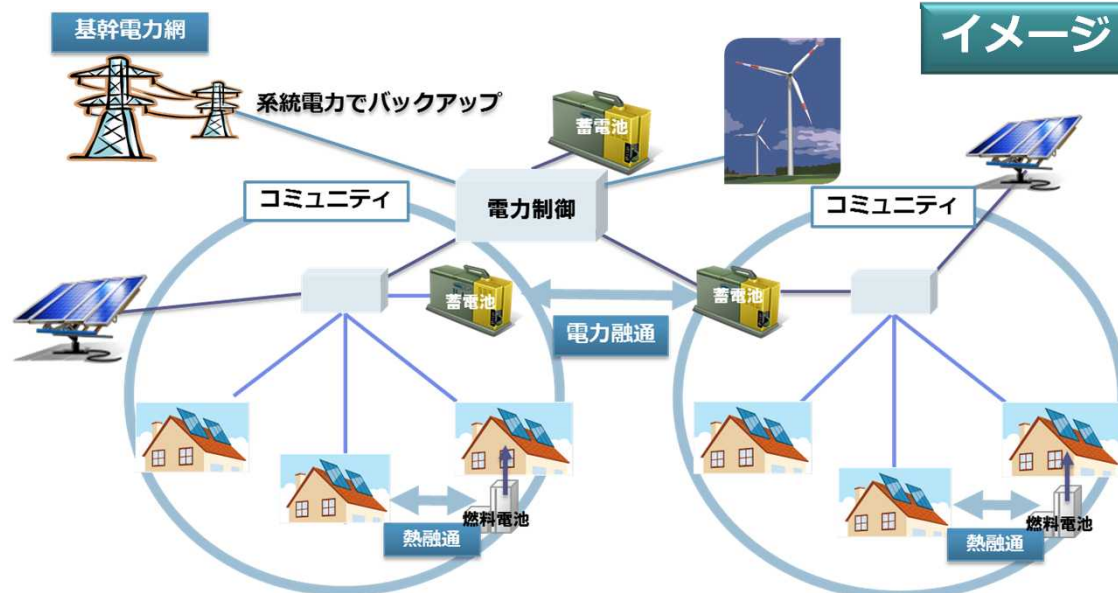 基幹電力網
イメージ
系統電力でバックアップ
蓄電池
コミュニティ
電力制御
コミュニティ
蓄電池
蓄電池
電力融通
燃料電池
熱融通
燃料電池
熱融通